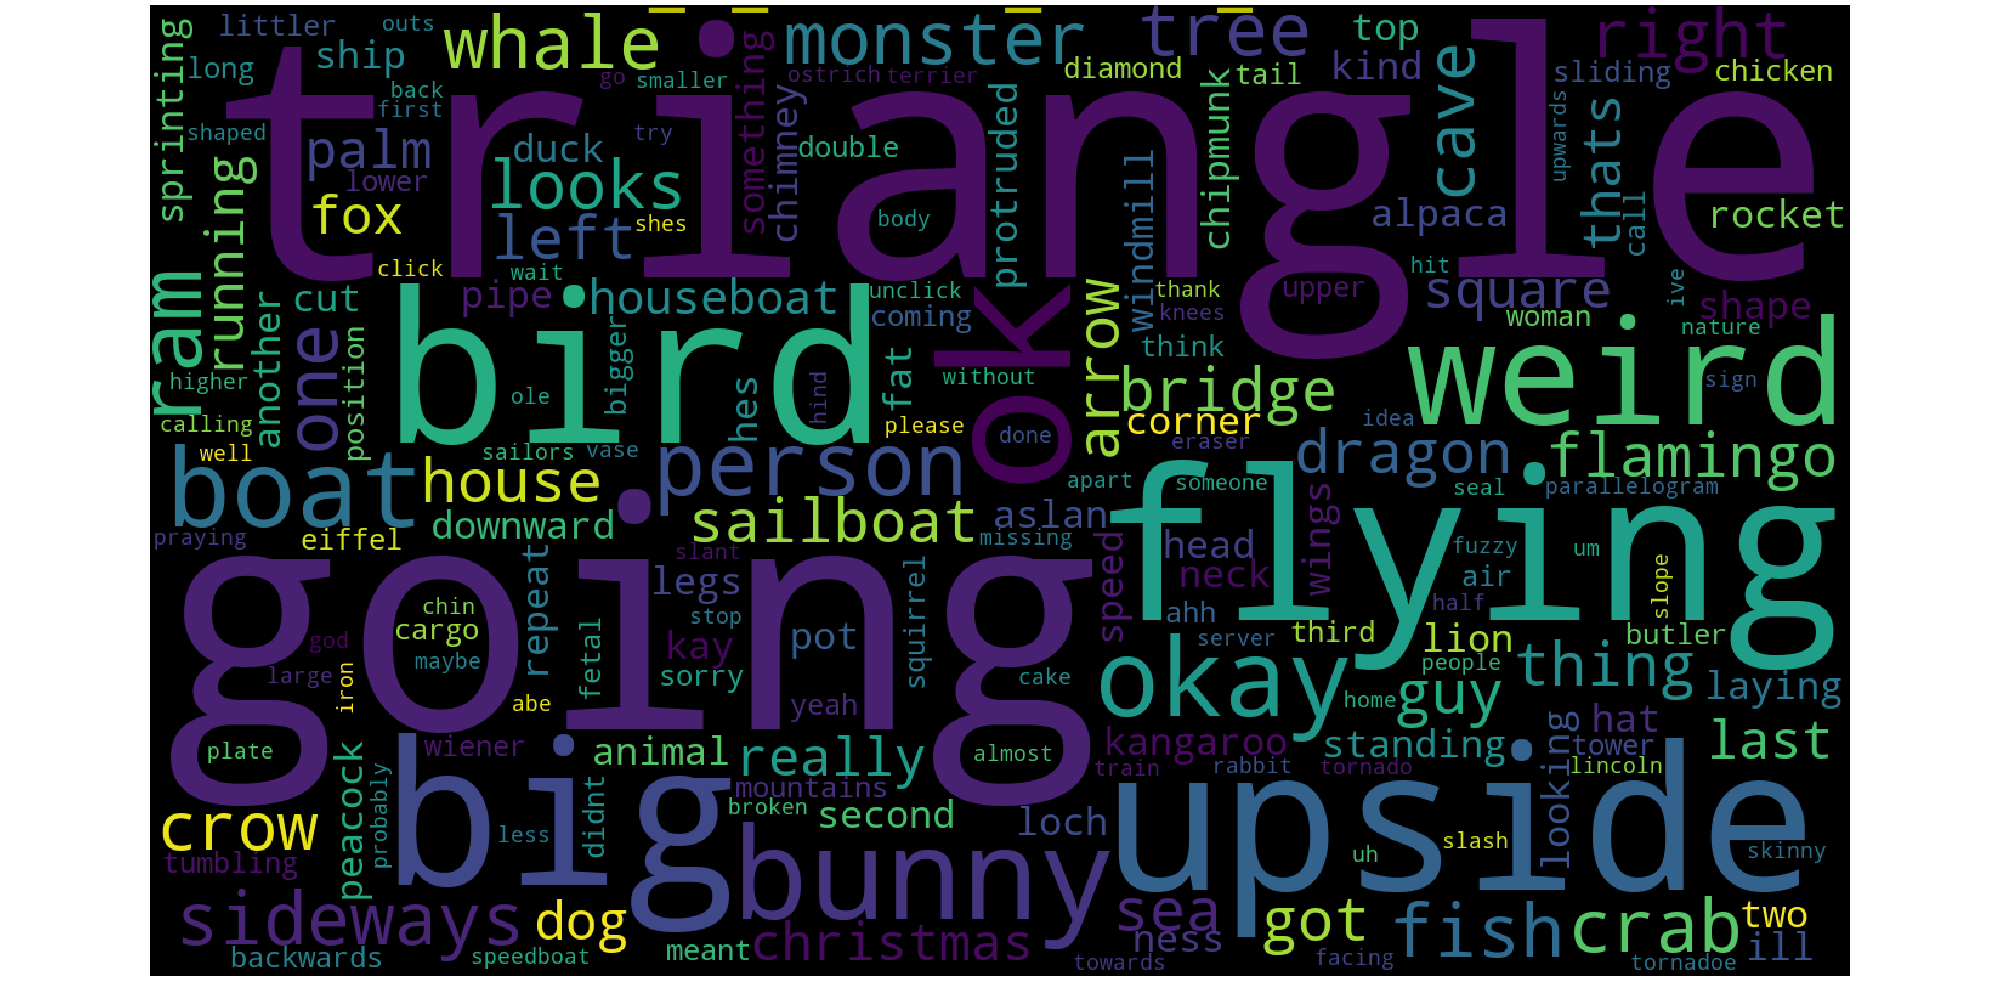 triangle
going
bird
flying
big
upside
weird
ok
bunny
okay
boat
person
whale
monster
tree
right
sprinting
littler
outs
ship
long
back
first
shaped
palm
lower
fox
running
ram
go
smaller
ostrich
terrier
something
chimney
try
duck
looks
left
shes
double
body
protruded
diamond
tail
chipmunk
windmill
top
kind
cave
sliding
chicken
upwards
thats
call
alpaca
rocket
click
wait
cut
another
one
position
higher
calling
well
pipe
houseboat
bigger
ole
hes
hind
fat
unclick
coming
without
please
done
arrow
thank
knees
think
upper
hit
square
ive
shape
woman
nature
sign
bridge
corner
eraser
idea
dragon
flamingo
parallelogram
seal
someone
apart
house
sailors
vase
sailboat
downward
eiffel
praying
aslan
missing
speed
head
neck
wings
fuzzy
um
air
half
slope
ahh
server
third
lion
butler
people
thing
laying
home
guy
last
hat
tower
looking
standing
lincoln
kangaroo
train
rabbit
tornado
repeat
slant
legs
stop
squirrel
chin
cargo
maybe
god
large
iron
fetal
kay
sorry
pot
yeah
cake
abe
plate
wiener
animal
really
almost
mountains
broken
second
loch
peacock
probably
less
didnt
crow
tumbling
sideways
backwards
dog
speedboat
meant
christmas
sea
ness
towards
got
facing
fish
crab
two
ill
tornadoe
skinny
slash
uh